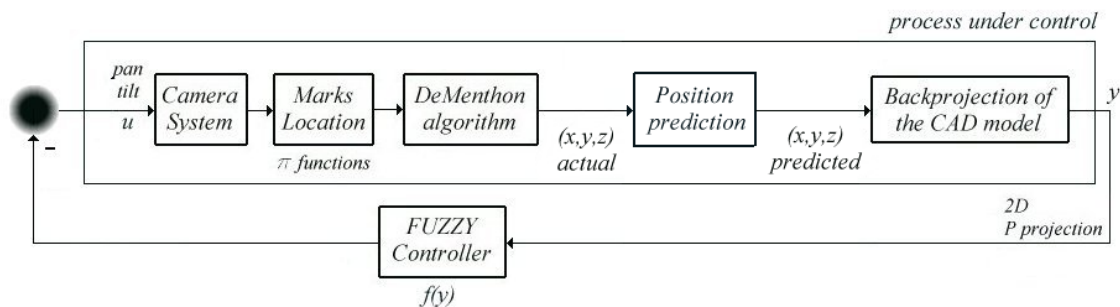 process under control
pan
tilt
u
Camera
System
Marks
Location
π functions
DeMenthon
algorithm
(x,y,z)
actual
Position
prediction
(x,y,z)
predicted
Backprojection of
the CAD model
y
-
2D
P projection
FUZZY
Controller
f(y)